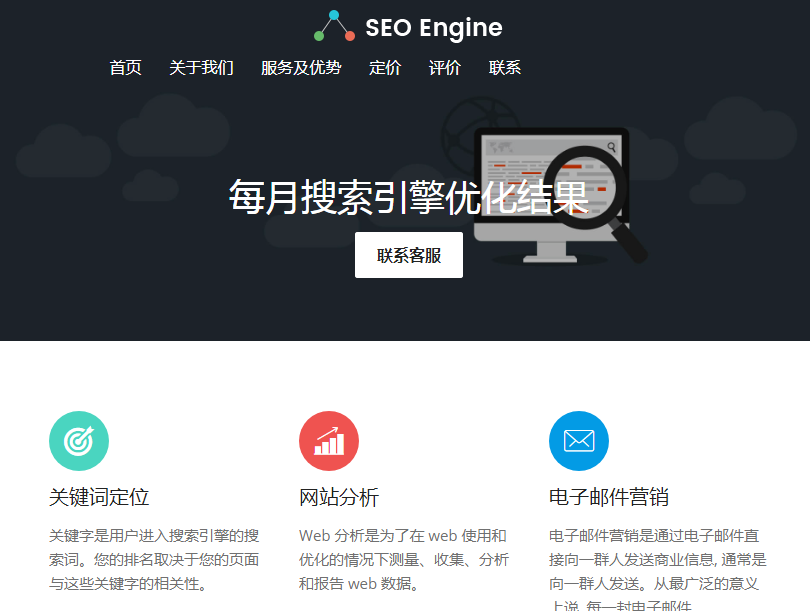 SEO Engine
首页 关于我们 服务及优势 定价 评价 联系
每月搜索引擎优化结果
联系客服
关键词定位
关键字是用户进入搜索引擎的搜
索词。您的排名取决于您的页面
与这些关键字的相关性。
网站分析
Web 分析是为了在 web 使用和
优化的情况下测量、收集、分析
和报告 web 数据。
电子邮件营销
电子邮件营销是通过电子邮件直
接向一群人发送商业信息, 通常是
向一群人发送。从最广泛的意义
上说, 每一封电子邮件